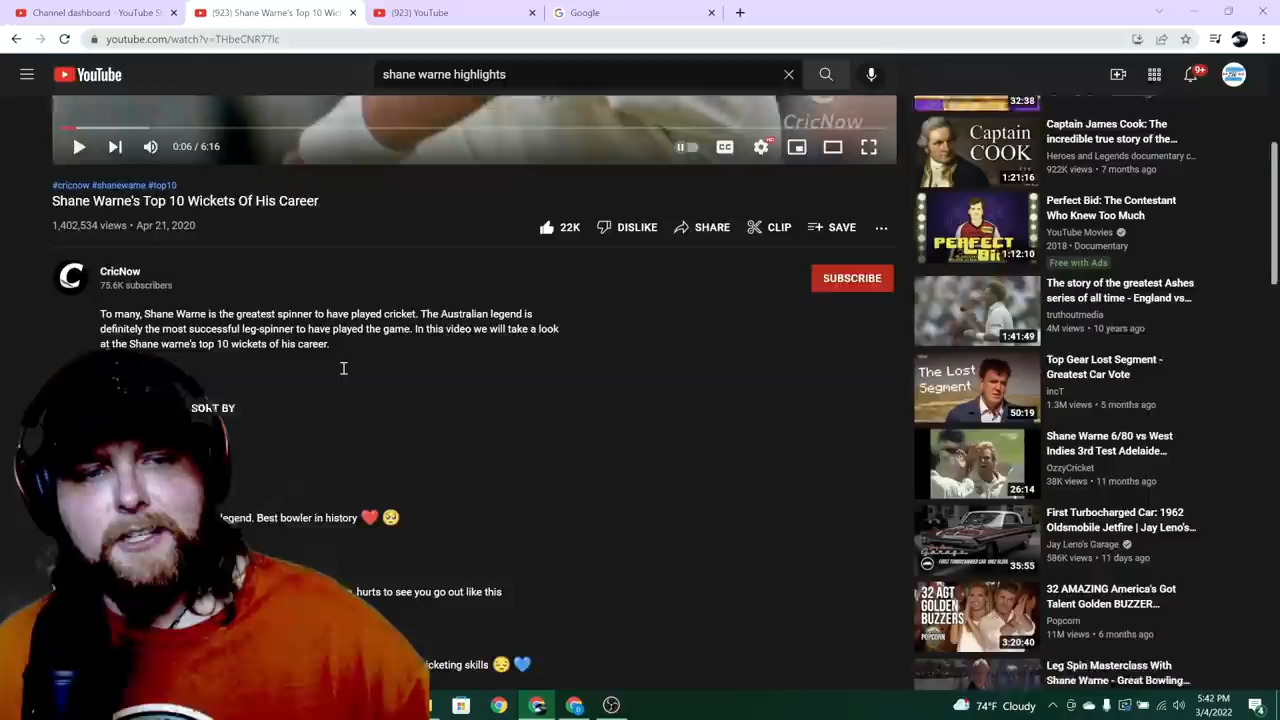 Channel dashboard - YouTube St
(923) Shane Warne's Top 10 Wick
(923) YouTube
Google
youtube.com/watch?v=THbeCNR77lc
YouTube
shane warne highlights
9+
CricNow
0:06 / 6:16
CC
HD
#cricnow #shanewarne #top10
Shane Warne's Top 10 Wickets Of His Career
1,402,534 views • Apr 21, 2020
22K
DISLIKE
SHARE
CLIP
SAVE
CricNow
75.6K subscribers
SUBSCRIBE
To many, Shane Warne is the greatest spinner to have played cricket. The Australian legend is
definitely the most successful leg-spinner to have played the game. In this video we will take a look
at the Shane warne's top 10 wickets of his career.
SORT BY
legend. Best bowler in history ❤️ 🥺
hurts to see you go out like this
icketing skills 😔 💙
32:38
Captain
COOK
1:21:16
Captain James Cook: The
incredible true story of the...
Heroes and Legends documentary c...
922K views • 7 months ago
PERFECT
BiD
1:12:10
Perfect Bid: The Contestant
Who Knew Too Much
YouTube Movies
2018 • Documentary
Free with Ads
1:41:49
The story of the greatest Ashes
series of all time - England vs...
truthoutmedia
4M views • 10 years ago
The Lost
Segment
50:19
Top Gear Lost Segment -
Greatest Car Vote
incT
1.3M views • 5 months ago
26:14
Shane Warne 6/80 vs West
Indies 3rd Test Adelaide...
OzzyCricket
38K views • 11 months ago
Garage
35:55
First Turbocharged Car: 1962
Oldsmobile Jetfire | Jay Leno's...
Jay Leno's Garage
586K views • 11 days ago
32 AGT
GOLDEN
BUZZERS
POPCORN
3:20:40
32 AMAZING America's Got
Talent Golden BUZZER...
Popcorn
11M views • 6 months ago
Leg Spin Masterclass With
Shane Warne - Great Bowling...
74°F Cloudy
5:42 PM
3/4/2022
4